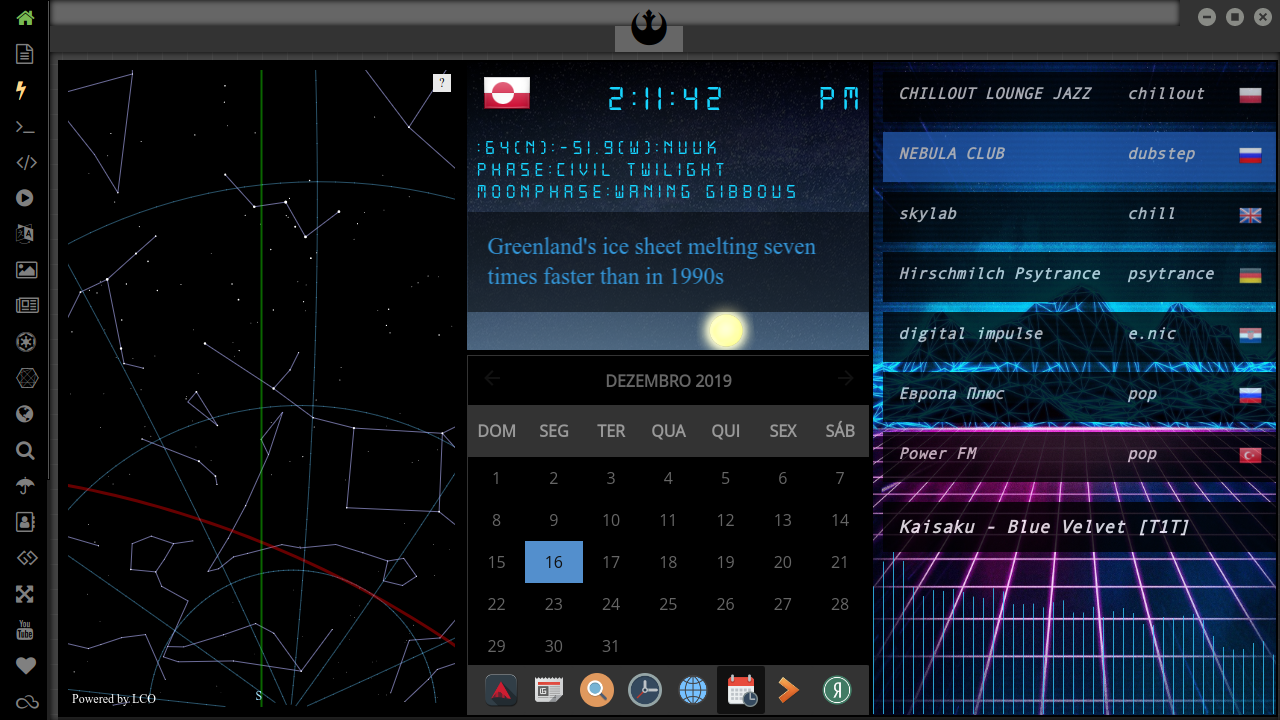 ?
Powered by LCO
S
2:11:42 PM
:64(N):-51.9(W):NUUK
PHASE:CIVIL TWILIGHT
MOONPHASE:WANING GIBBOUS
Greenland's ice sheet melting seven
times faster than in 1990s
DEZEMBRO 2019
DOM SEG TER QUA QUI SEX SÁB
1 2 3 4 5 6 7
8 9 10 11 12 13 14
15 16 17 18 19 20 21
22 23 24 25 26 27 28
29 30 31
CHILLOUT LOUNGE JAZZ chillout
NEBULA CLUB dubstep
skylab chill
Hirschmilch Psytrance psytrance
digital impulse e.nic
Европа Плюс pop
Power FM pop
Kaisaku - Blue Velvet [T1T]
You
Tube
Я